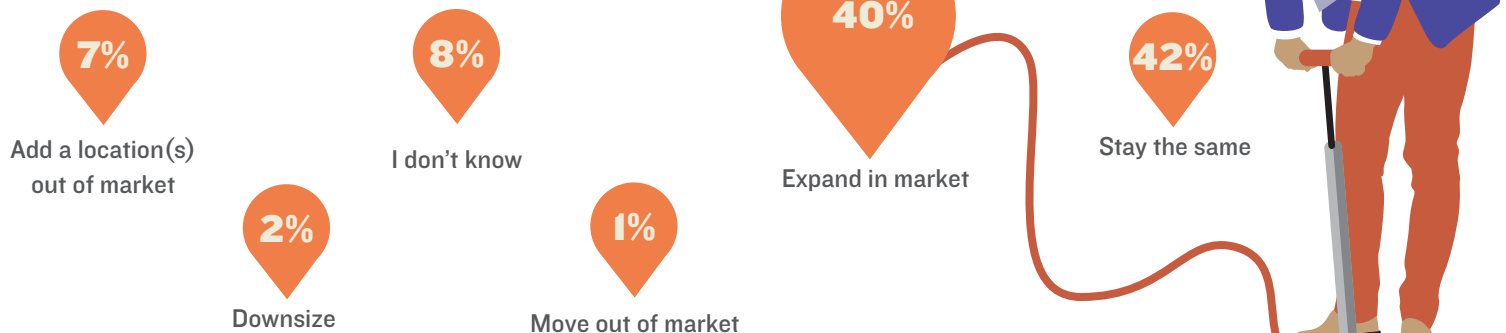 7%
Add a location(s)
out of market
2%
Downsize
8%
I don't know
1%
Move out of market
40%
Expand in market
42%
Stay the same